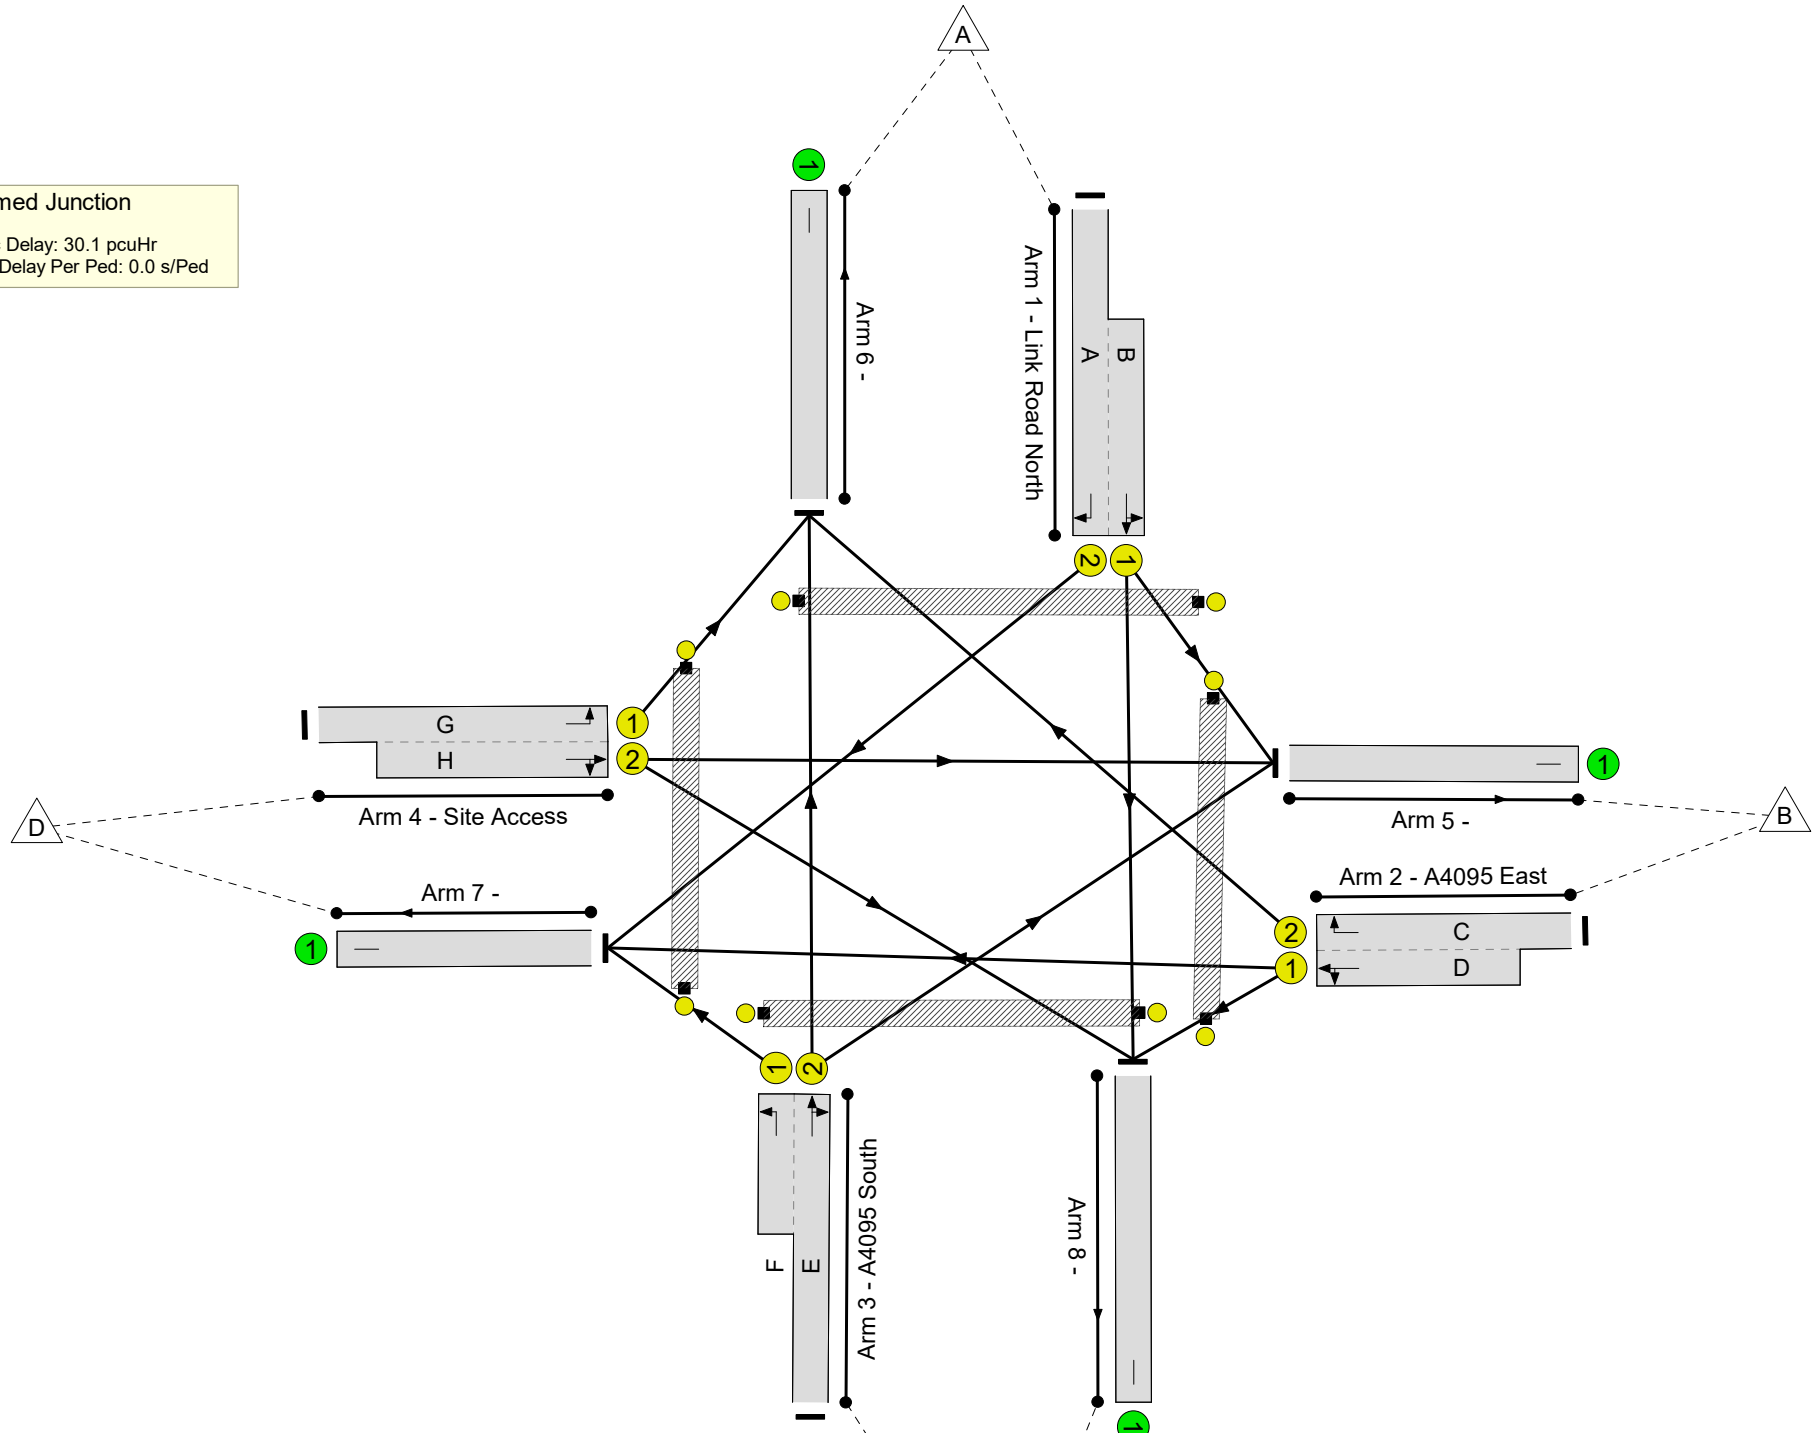 A
1
med Junction
Delay: 30.1 pcuHr
Delay Per Ped: 0.0 s/Ped
Arm 6 -
Arm 1 - Link Road North
A
B
2
1
G
H
1
2
Arm 4 - Site Access
D
Arm 7 -
1
1
Arm 5 -
B
Arm 2 - A4095 East
2
1
C
D
1
2
F
E
Arm 3 - A4095 South
Arm 8 -
1